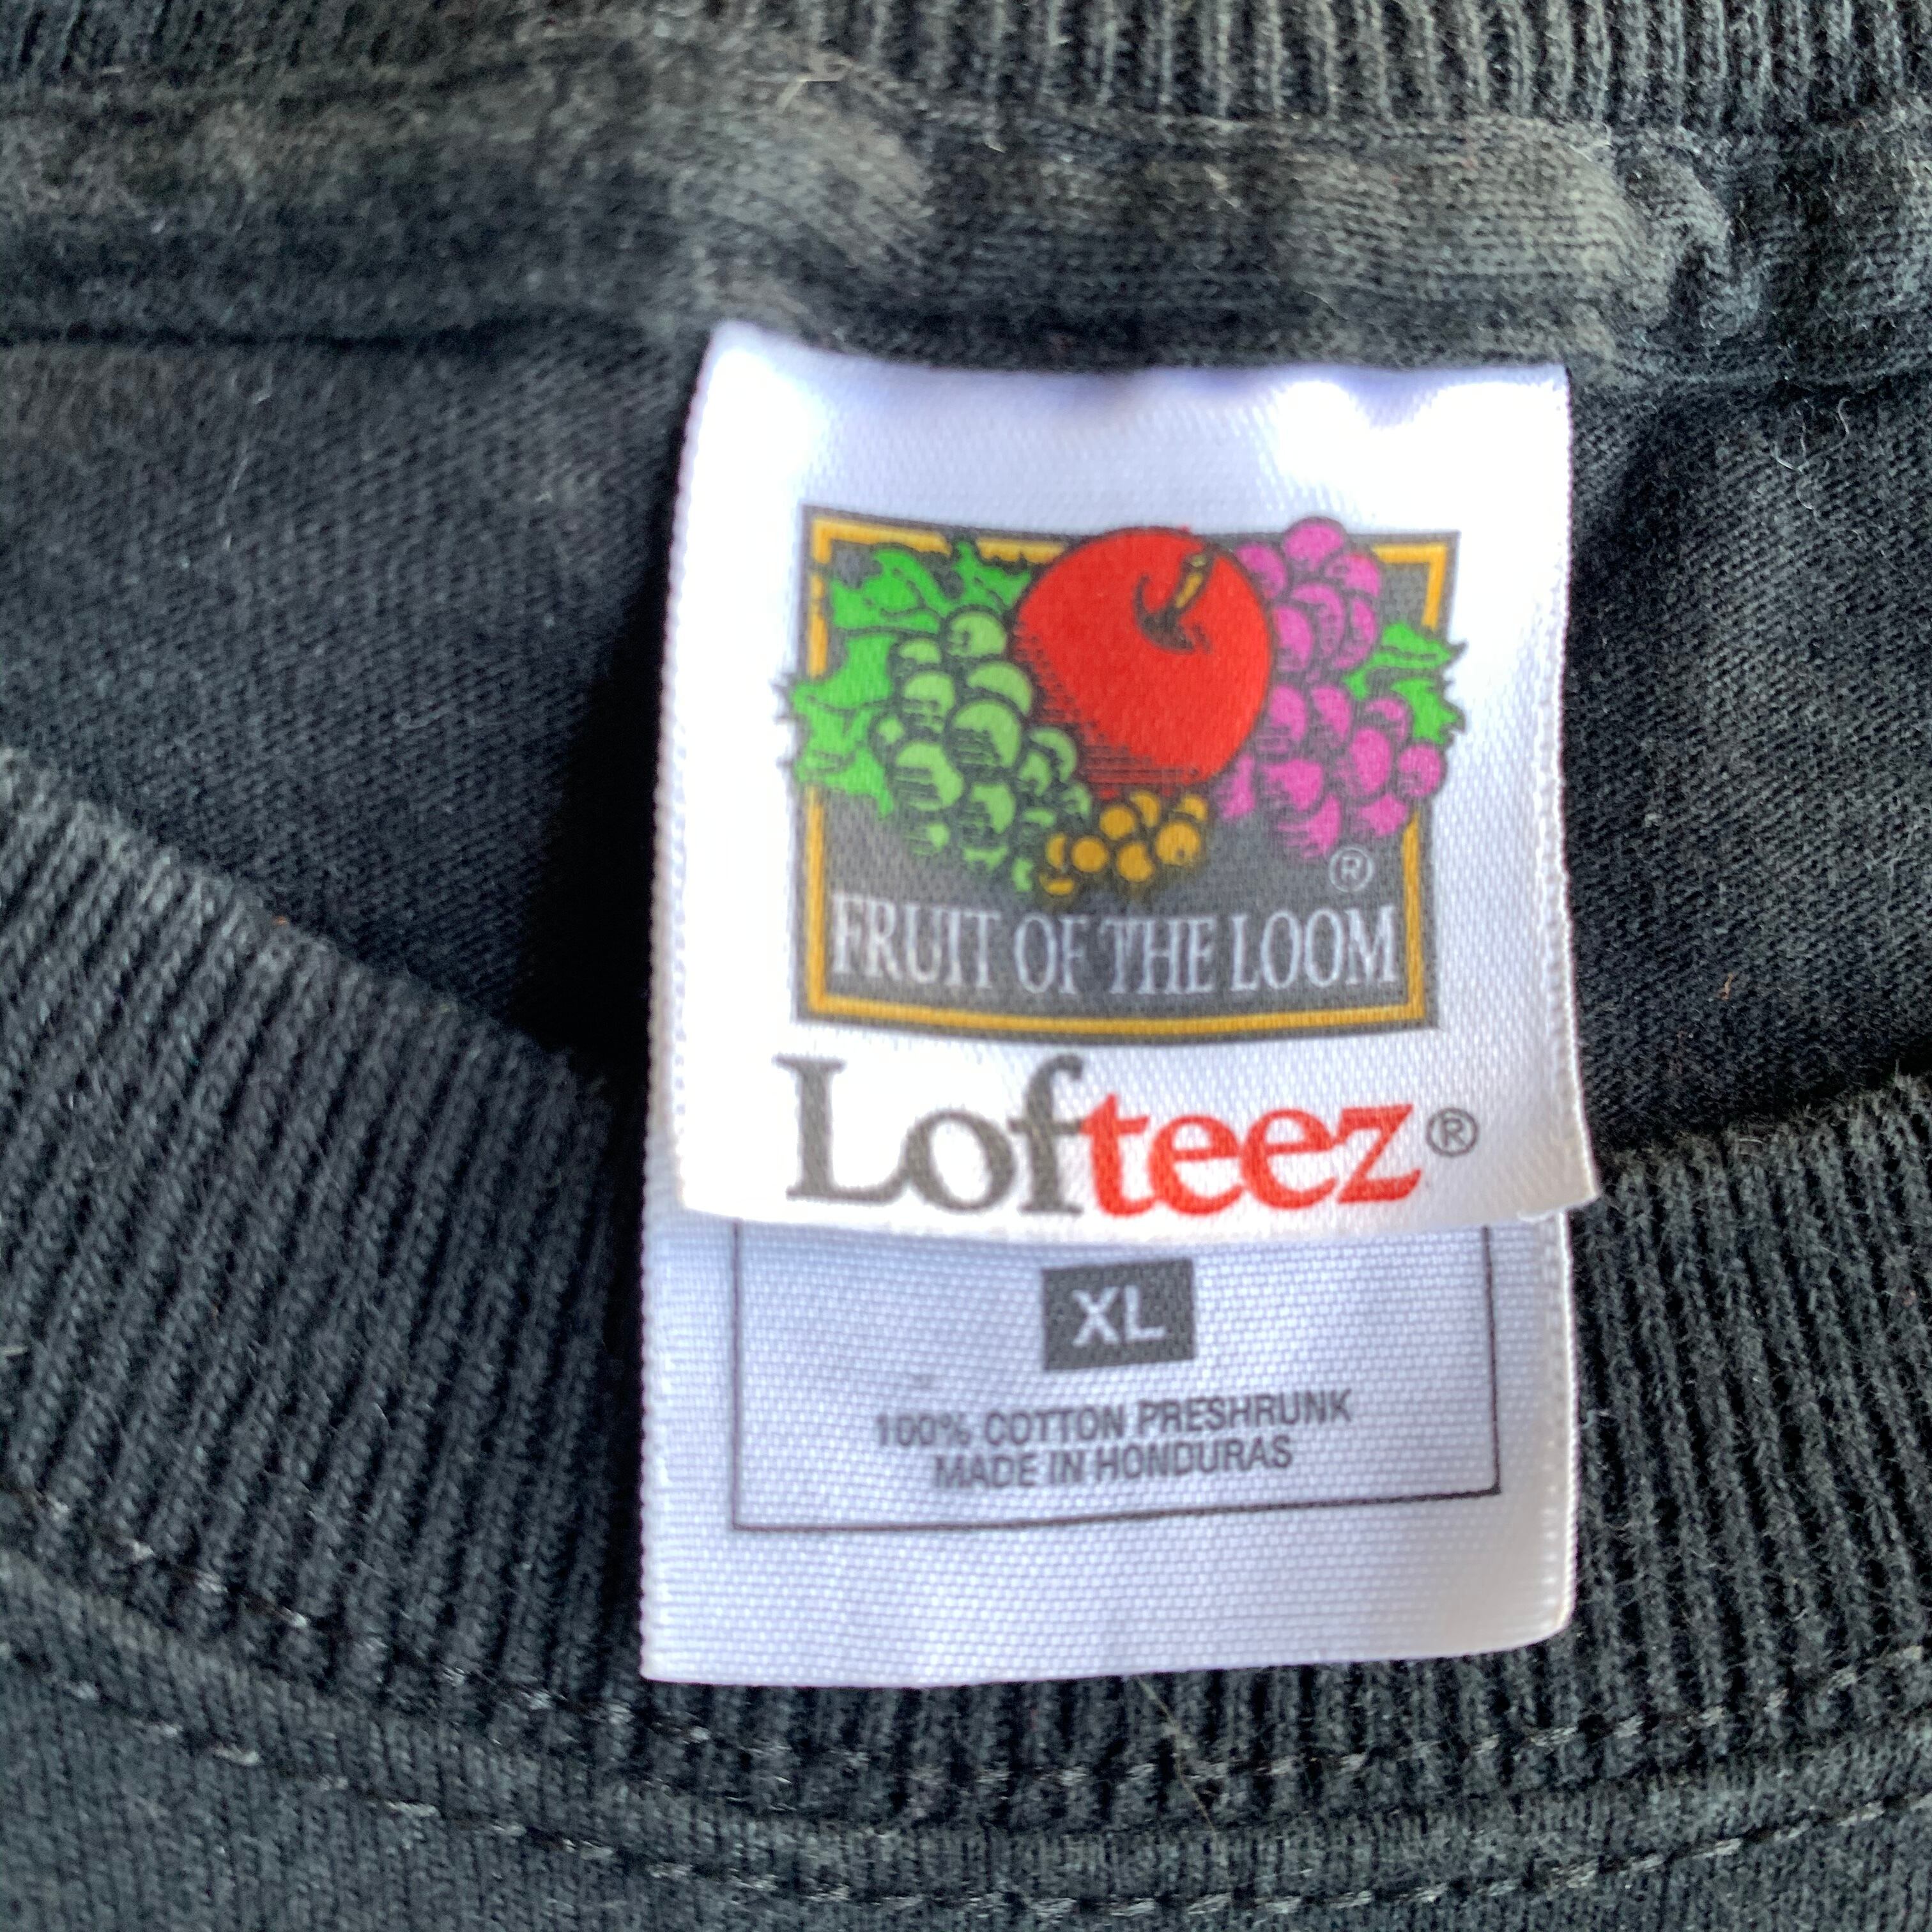 ®
FRUIT OF THE LOOM
Lofteez®
XL
100% COTTON PRESHRUNK
MADE IN HONDURAS